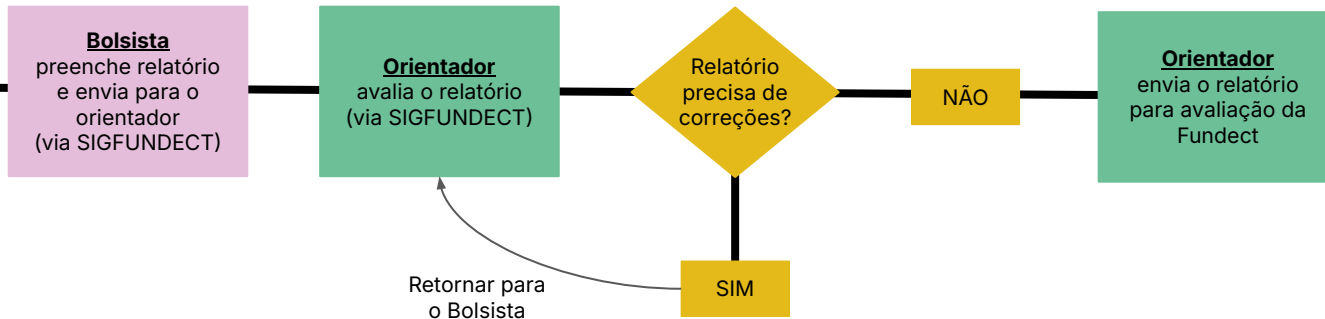 Bolsista
preenche relatório
e envia para o
orientador
(via SIGFUNDECT)
Orientador
avalia o relatório
(via SIGFUNDECT)
Relatório
precisa de
correções?
NÃO
Orientador
envia o relatório
para avaliação da
Fundect
Retornar para
o Bolsista
SIM